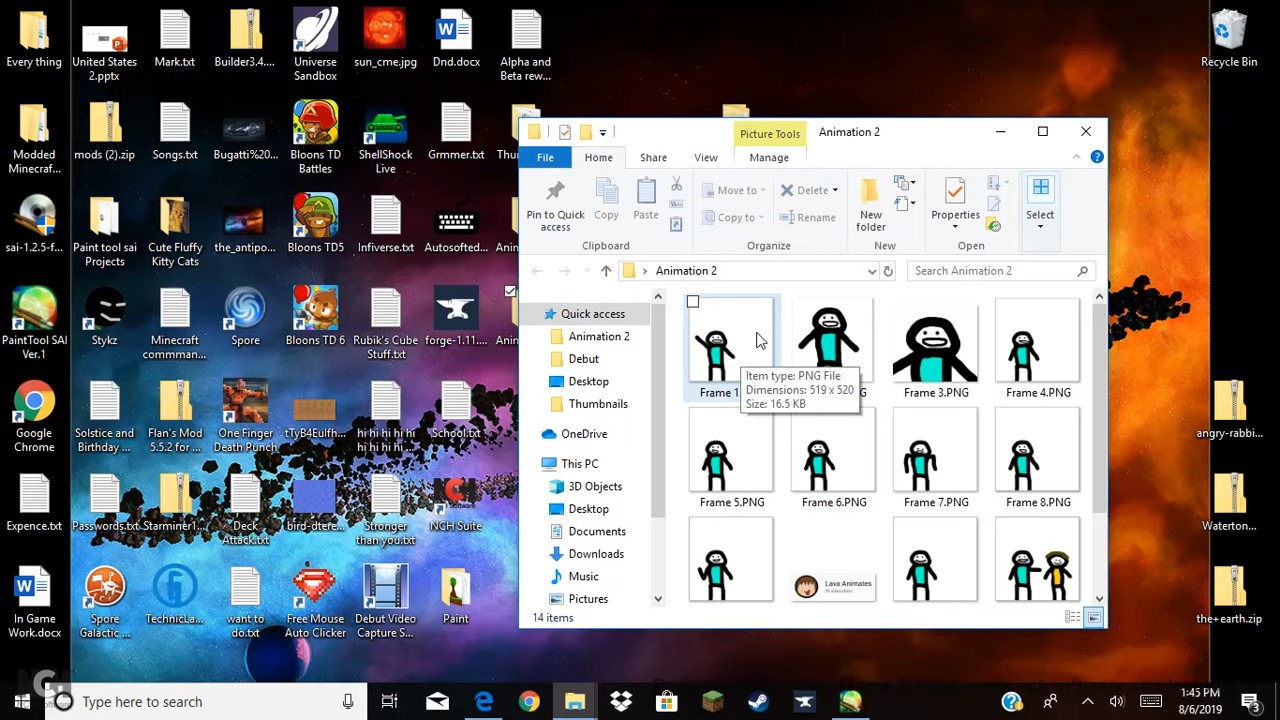 Everything
United States 2.pptx
Mark.txt
Builder3.4....
Universe Sandbox
sun_cme.jpg
Dnd.docx
Alpha and Beta rew...
Recycle Bin
Modded Minecraft...
mods (2).zip
Songs.txt
Bugatti%20...
Bloons TD Battles
ShellShock Live
Grmmer.txt
sai-1.2.5-f...
Paint tool sai Projects
Cute Fluffy Kitty Cats
the_antipo...
Bloons TD5
Infiverse.txt
Autosofted...
PaintTool SAI Ver.1
Stykz
Minecraft commman...
Spore
Bloons TD 6
Rubik's Cube Stuff.txt
forge-1.11....
Google Chrome
Solstice and Birthday ...
Flan's Mod 5.5.2 for ...
One Finger Death Punch
tTyB4Eulfh...
hi hi hi hi hi hi hi hi ...
School.txt
angry-rabbi...
Expence.txt
Passwords.txt
Starminer1...
Deck Attack.txt
bird-dtere...
Stronger than you.txt
NCH Suite
Waterton...
In Game Work.docx
Spore Galactic ...
TechnicLa...
want to do.txt
Free Mouse Auto Clicker
Debut Video Capture S...
Paint
the+earth.zip
Picture Tools
Animation 2
File
Home
Share
View
Manage
Pin to Quick access
Copy
Paste
Move to
Copy to
Delete
Rename
New folder
Properties
Select
Clipboard
Organize
New
Open
Animation 2
Search Animation 2
Quick access
Animation 2
Debut
Desktop
Thumbnails
OneDrive
This PC
3D Objects
Desktop
Documents
Downloads
Music
Pictures
Frame 1
Item type: PNG File
Dimensions: 519 x 520
Size: 16.5 KB
Frame 3.PNG
Frame 4.PNG
Frame 5.PNG
Frame 6.PNG
Frame 7.PNG
Frame 8.PNG
Lava Animates
14 items
NCH
Type here to search
1:45 PM
8/6/2019
3